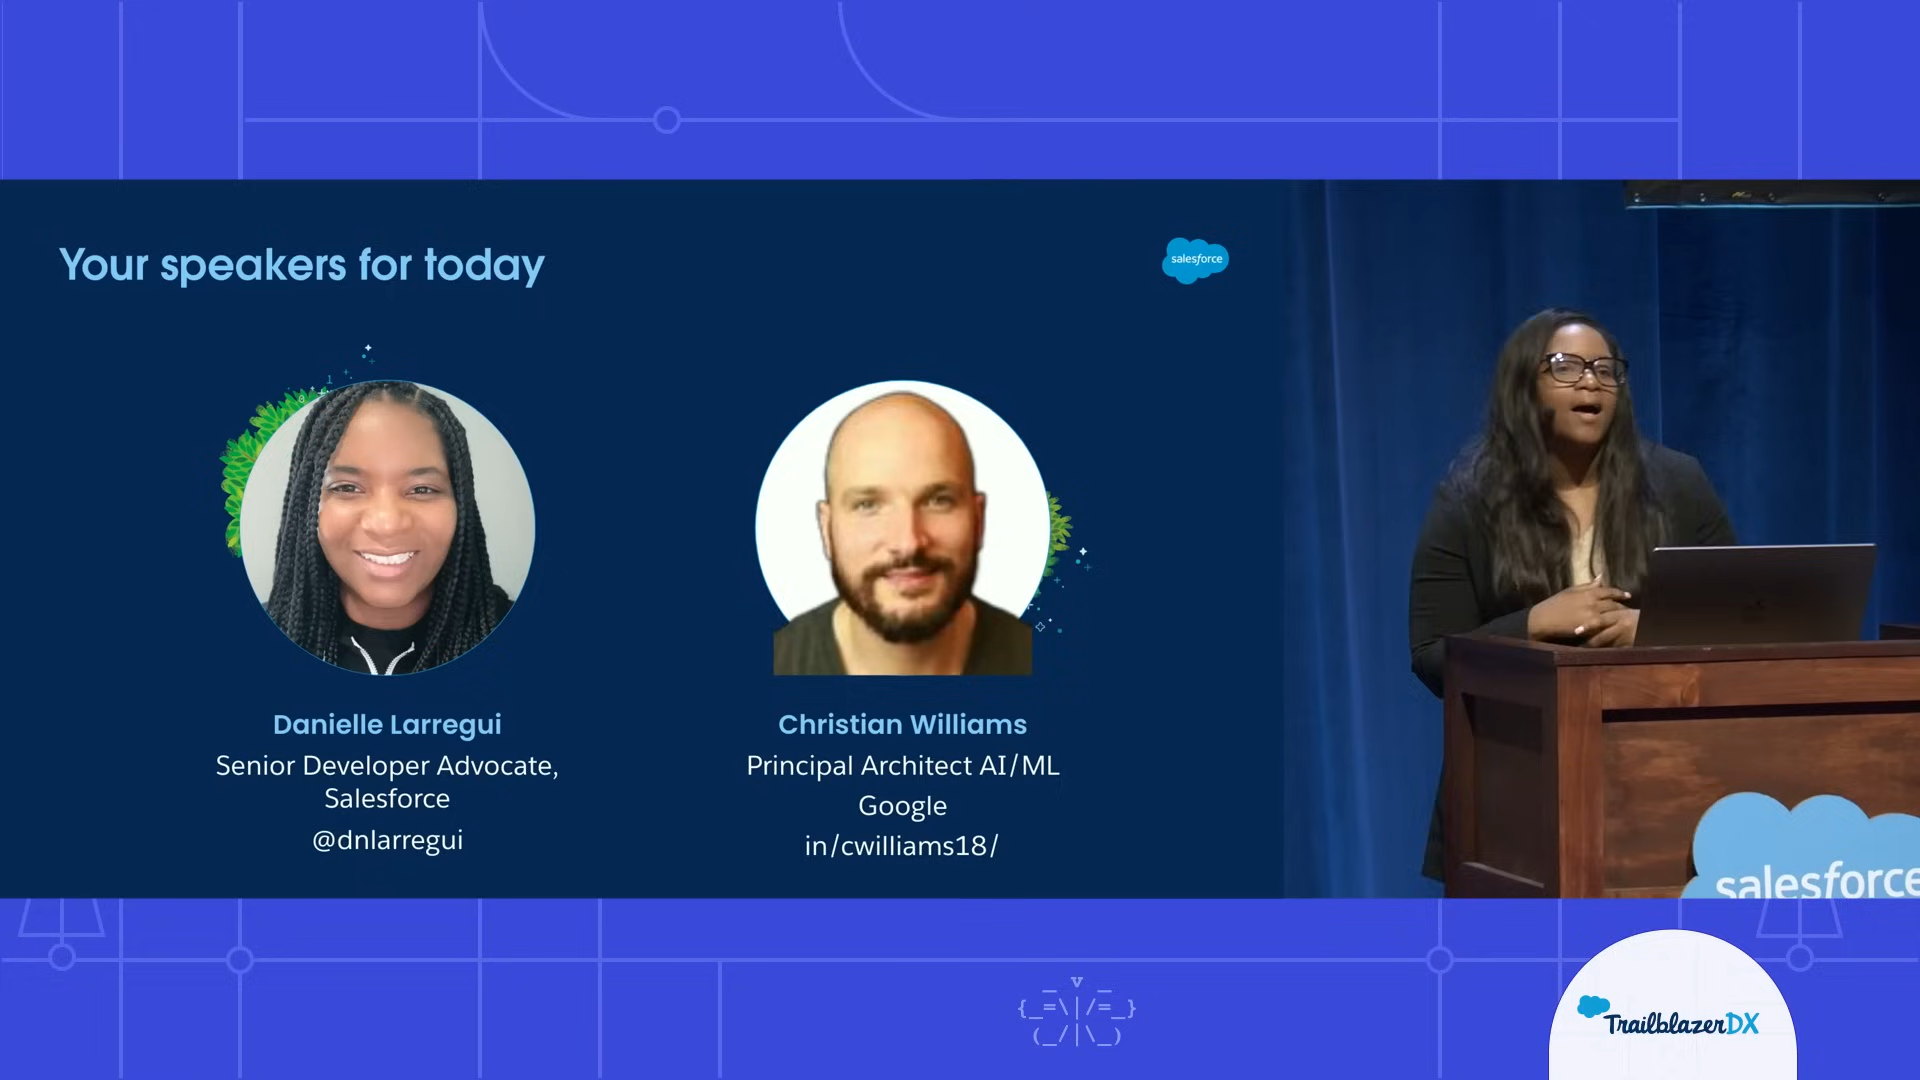 Your speakers for today
salesforce
Danielle Larregui
Senior Developer Advocate,
Salesforce
@dnlarregui
Christian Williams
Principal Architect AI/ML
Google
in/cwilliams18/
salesforce
TrailblazerDX